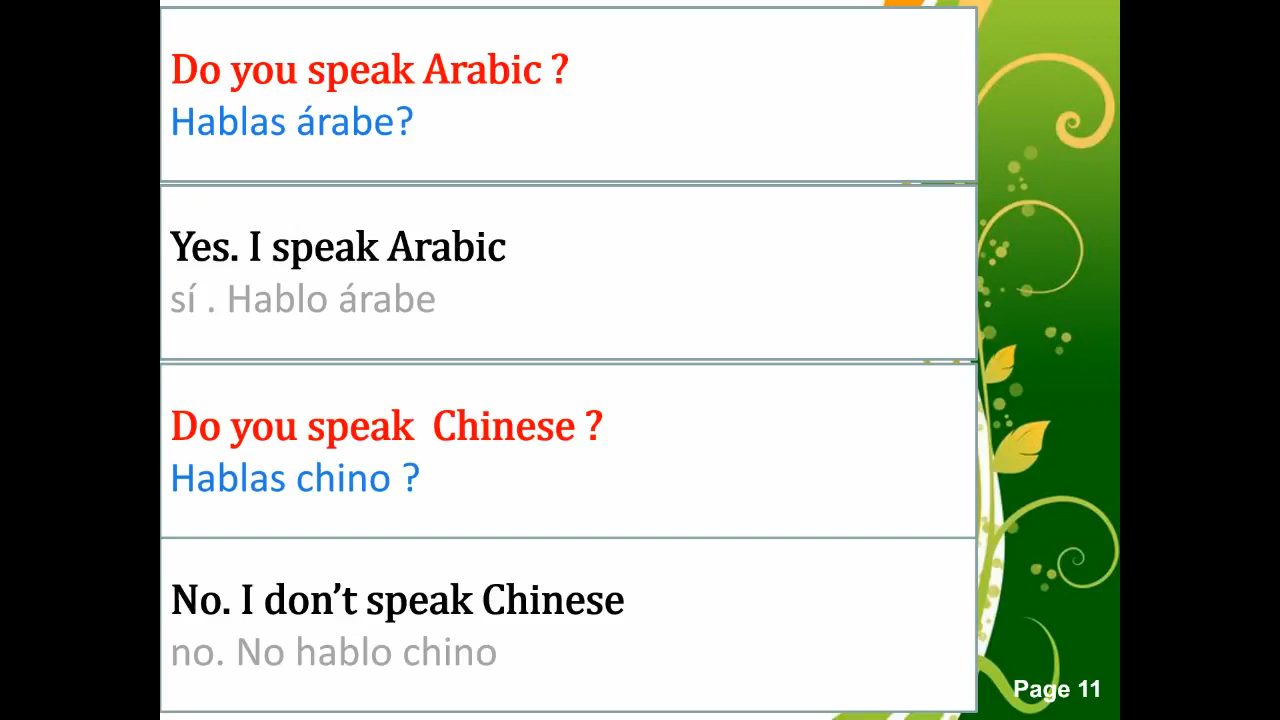 Do you speak Arabic ?
Hablas árabe?
Yes. I speak Arabic
sí . Hablo árabe
Do you speak  Chinese ?
Hablas chino ?
No. I don’t speak Chinese
no. No hablo chino
Page 11